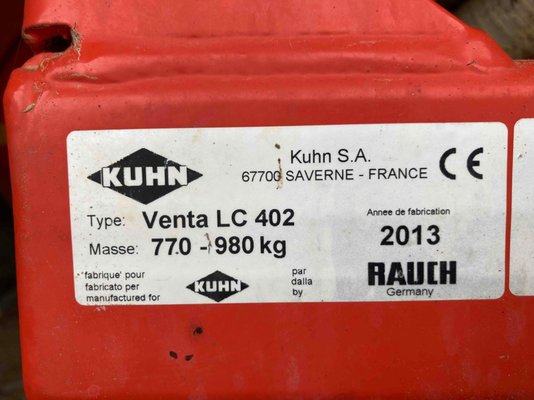 KUHN
Kuhn S.A.
67700 SAVERNE - FRANCE
CE
Type: Venta LC 402
Masse: 770 - 980 kg
Annee de fabrication
2013
'fabrique' pour
fabricato per
manufactured for
KUHN
par
dalla
by
RAUCH
Germany